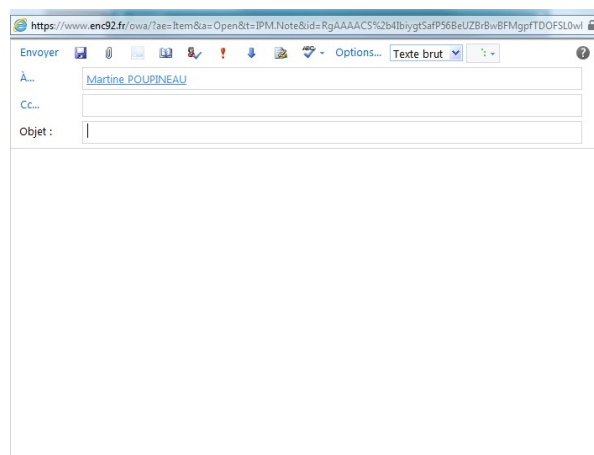 https://www.enc92.fr/owa/?ae=Item&a=Open&t=IPM.Note&id=RgAAAACS%2b4IbiygtSafP56BeUZBrBwBFMgpfTDOFSL0wI
Envoyer Options... Texte brut
À... Martine POUPINEAU
Cc...
Objet :